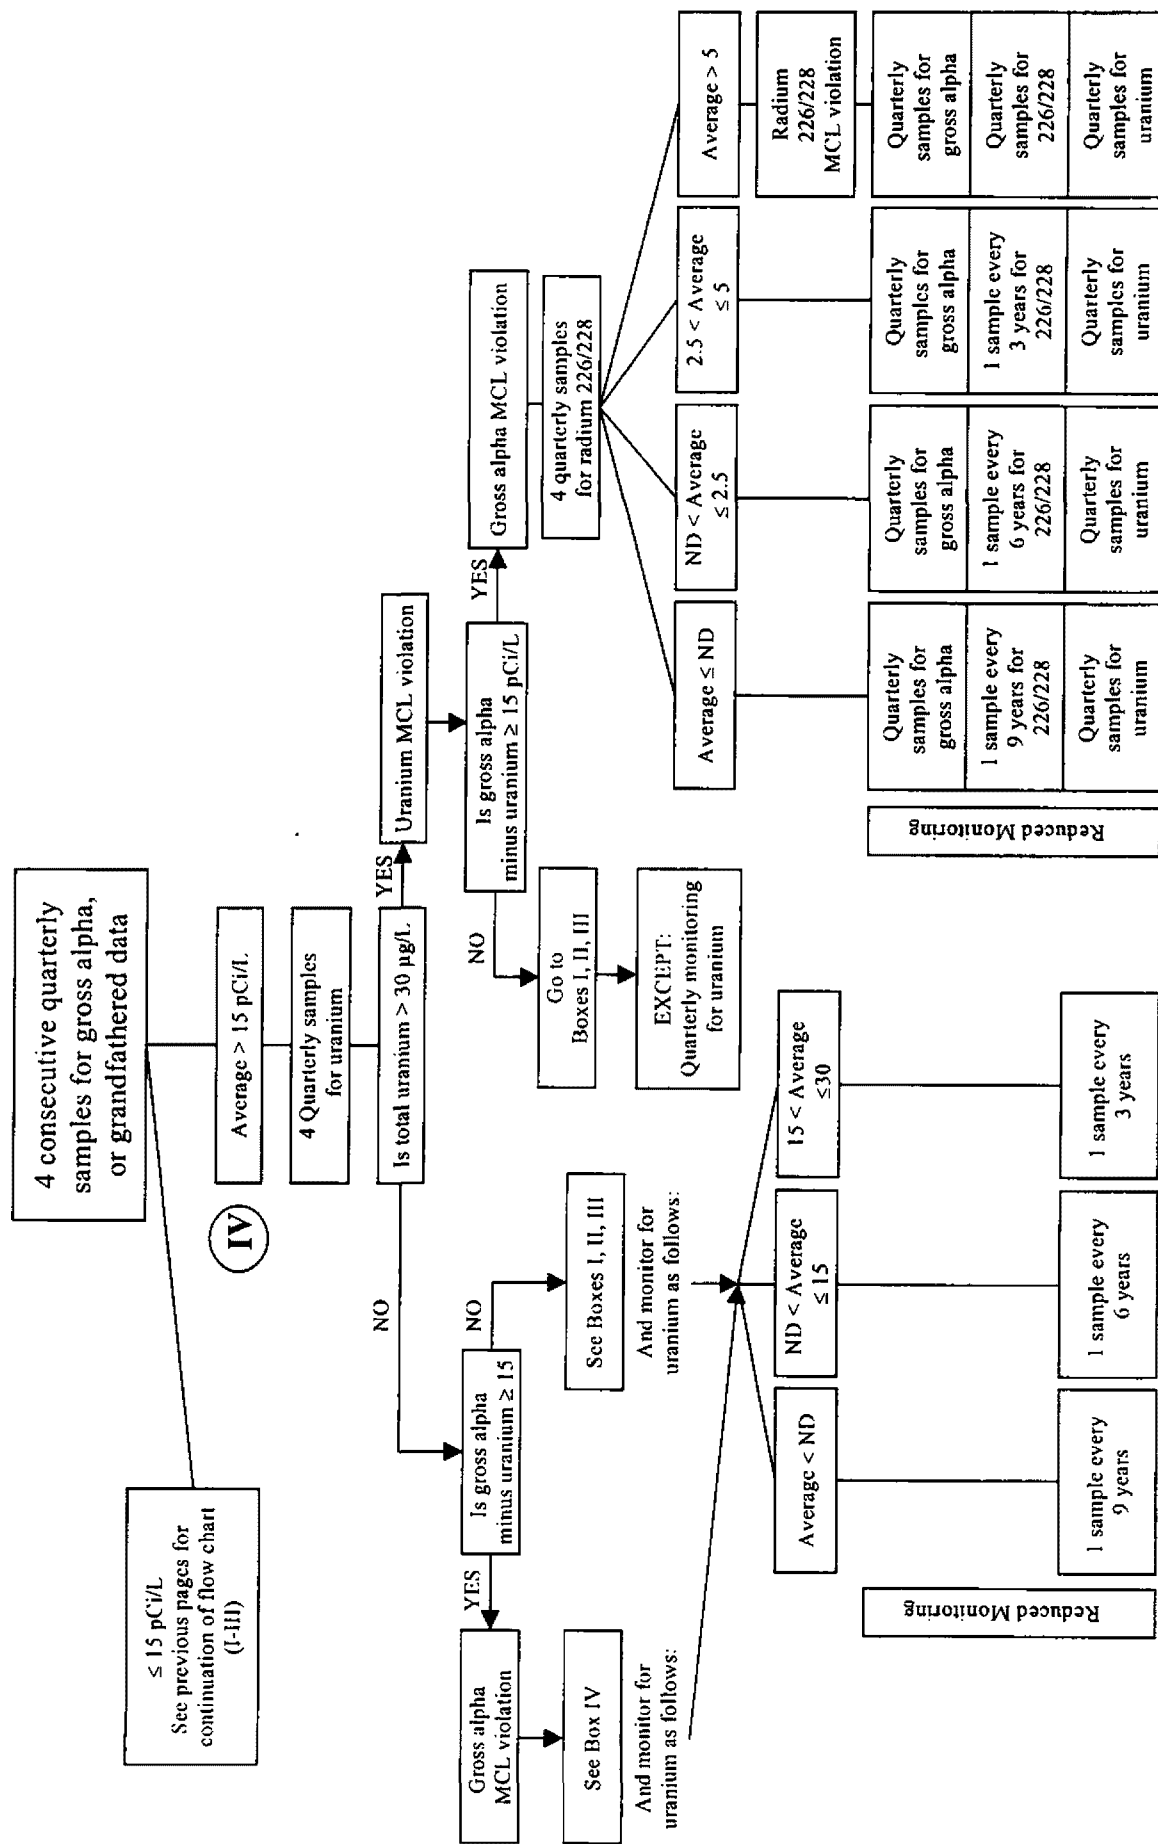 4 consecutive quarterly
samples for gross alpha,
or grandfathered data
≤ 15 pCi/L
See previous pages for
continuation of flow chart
(I-III)
IV
Average > 15 pCi/L
4 Quarterly samples
for uranium
Is total uranium > 30 µg/L
NO
YES
Uranium MCL violation
Is gross alpha
minus uranium ≥ 15
YES
NO
Gross alpha
MCL violation
See Box IV
And monitor for
uranium as follows:
See Boxes I, II, III
And monitor for
uranium as follows:
Average < ND
ND < Average
≤ 15
15 < Average
≤30
Reduced Monitoring
1 sample every
9 years
1 sample every
6 years
1 sample every
3 years
Is gross alpha
minus uranium ≥ 15 pCi/L
NO
YES
Go to
Boxes I, II, III
EXCEPT:
Quarterly monitoring
for uranium
Gross alpha MCL violation
4 quarterly samples
for radium 226/228
Average ≤ ND
ND < Average
≤ 2.5
2.5 < Average
≤ 5
Average > 5
Radium
226/228
MCL violation
Reduced Monitoring
Quarterly
samples for
gross alpha
1 sample every
9 years for
226/228
Quarterly
samples for
uranium
Quarterly
samples for
gross alpha
1 sample every
6 years for
226/228
Quarterly
samples for
uranium
Quarterly
samples for
gross alpha
1 sample every
3 years for
226/228
Quarterly
samples for
uranium
Quarterly
samples for
gross alpha
Quarterly
samples for
226/228
Quarterly
samples for
uranium